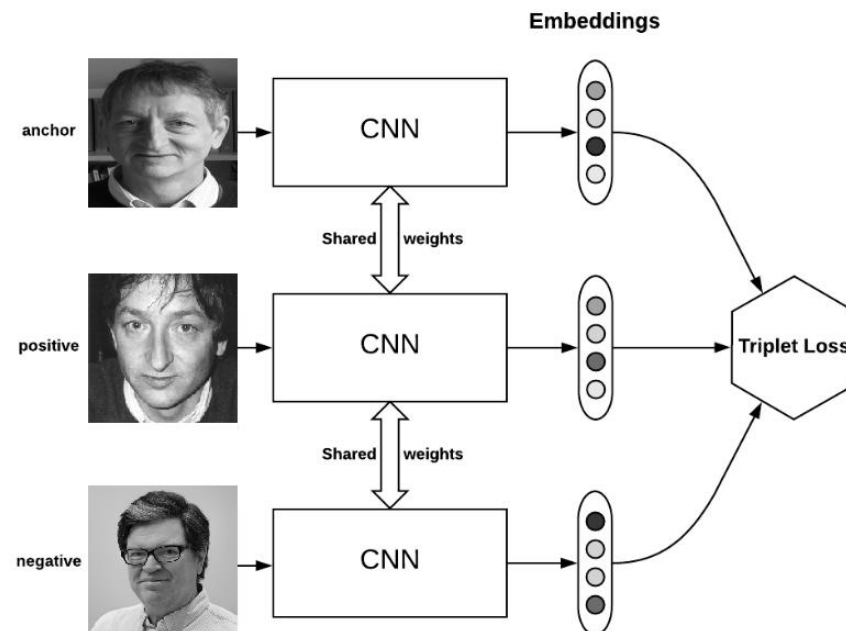 Embeddings
anchor
CNN
Shared weights
positive
CNN
Triplet Loss
Shared weights
negative
CNN